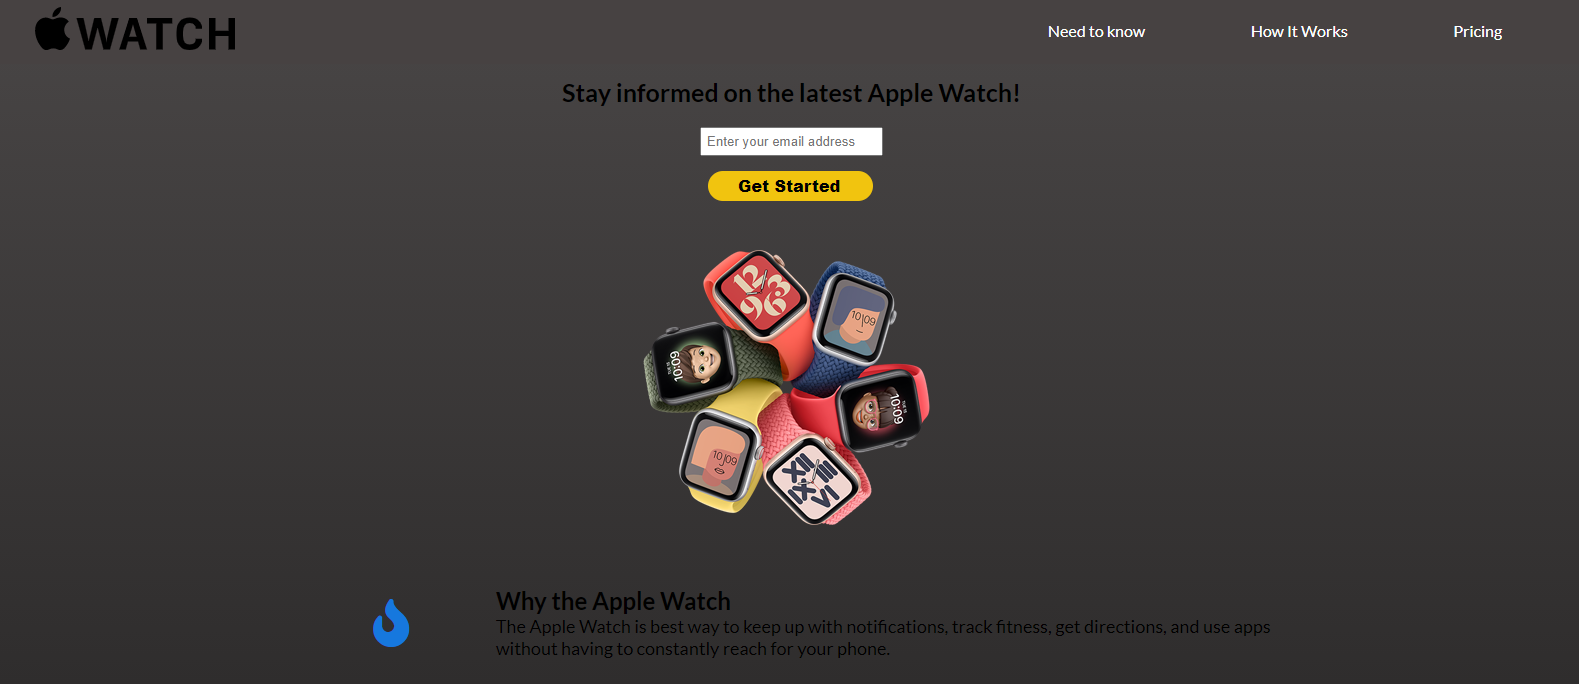 WATCH
Need to know
How It Works
Pricing
Stay informed on the latest Apple Watch!
Enter your email address
Get Started
12
3
9 6
10|09
10:09
10:09
10|09
XII
III
IX
VI
Why the Apple Watch
The Apple Watch is best way to keep up with notifications, track fitness, get directions, and use apps
without having to constantly reach for your phone.